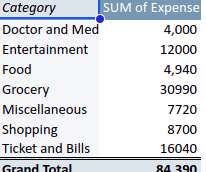 Category SUM of Expense
Doctor and Med 4,000
Entertainment 12000
Food 4,940
Grocery 30990
Miscellaneous 7720
Shopping 8700
Ticket and Bills 16040
Grand Total 84,390